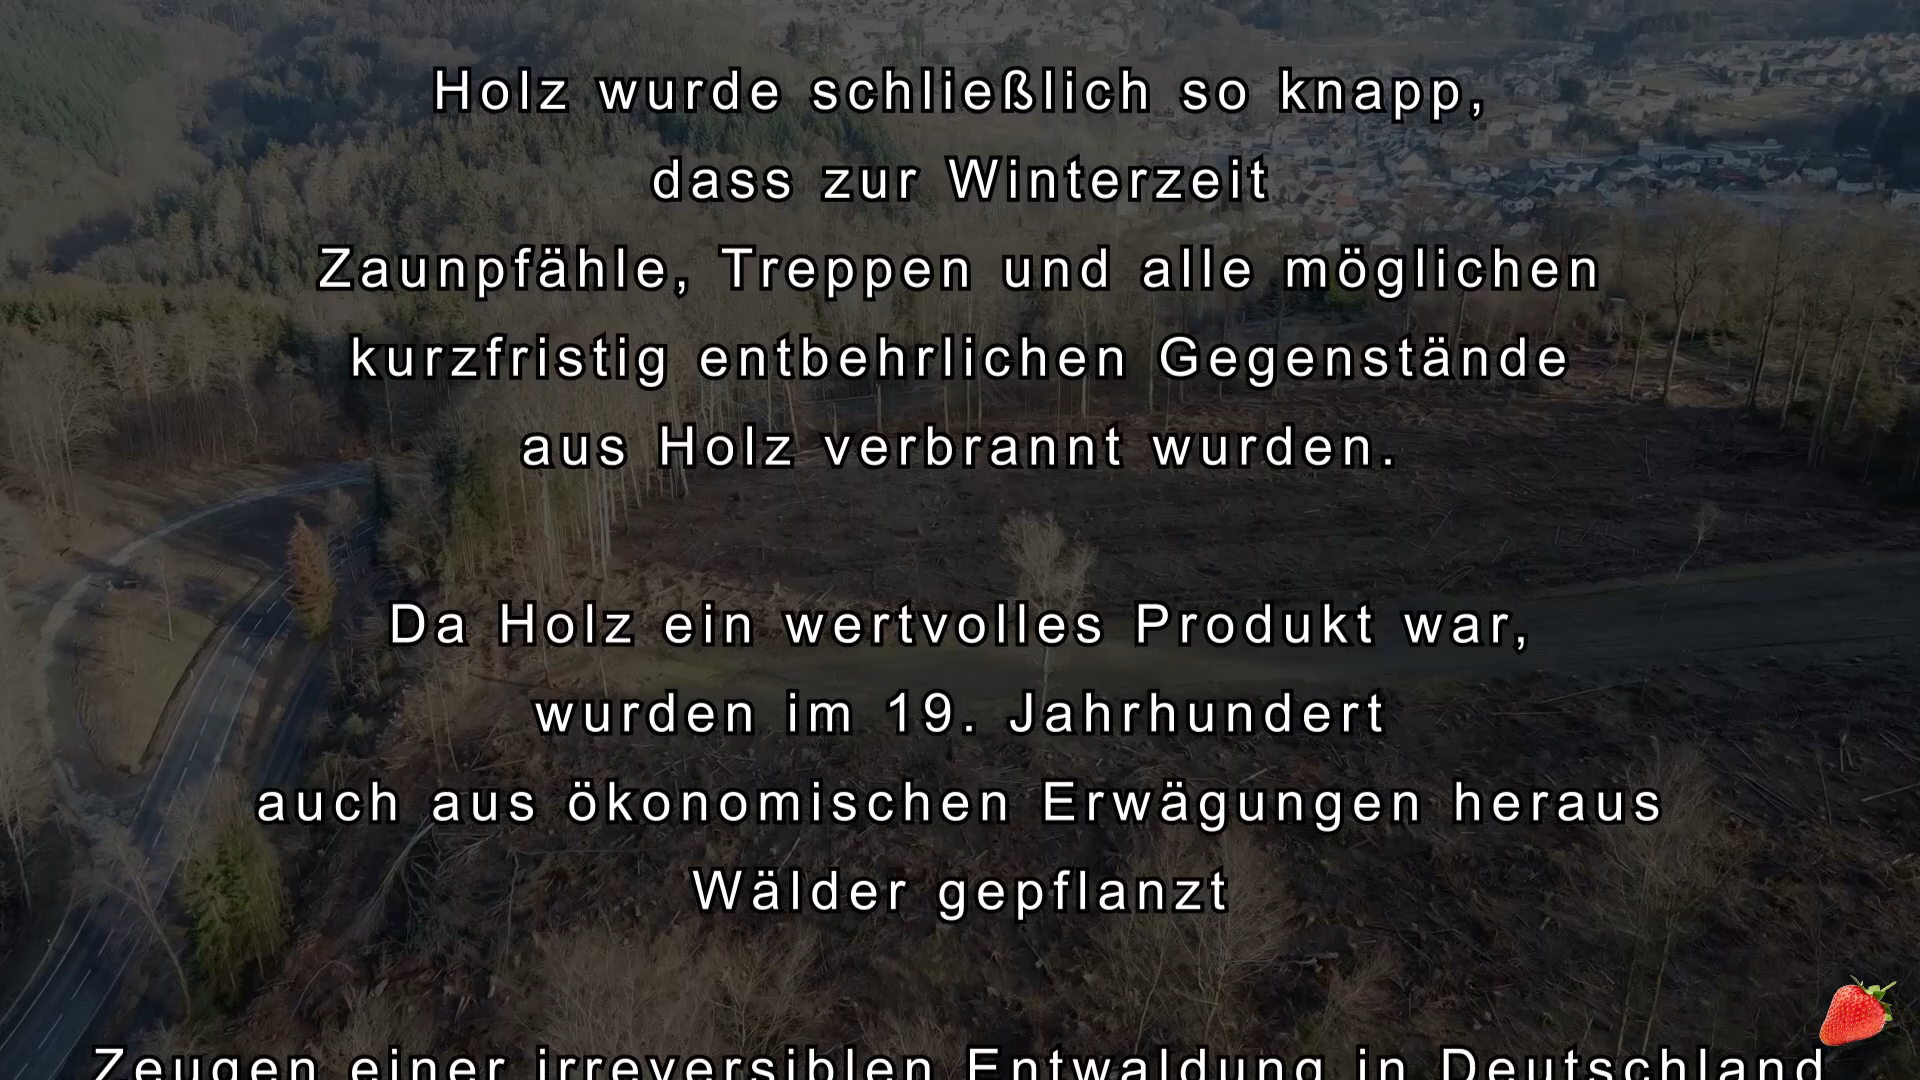 Holz wurde schließlich so knapp,
dass zur Winterzeit
Zaunpfähle, Treppen und alle möglichen
kurzfristig entbehrlichen Gegenstände
aus Holz verbrannt wurden.
Da Holz ein wertvolles Produkt war,
wurden im 19. Jahrhundert
auch aus ökonomischen Erwägungen heraus
Wälder gepflanzt
Zeugen einer irreversiblen Entwaldung in Deutschland